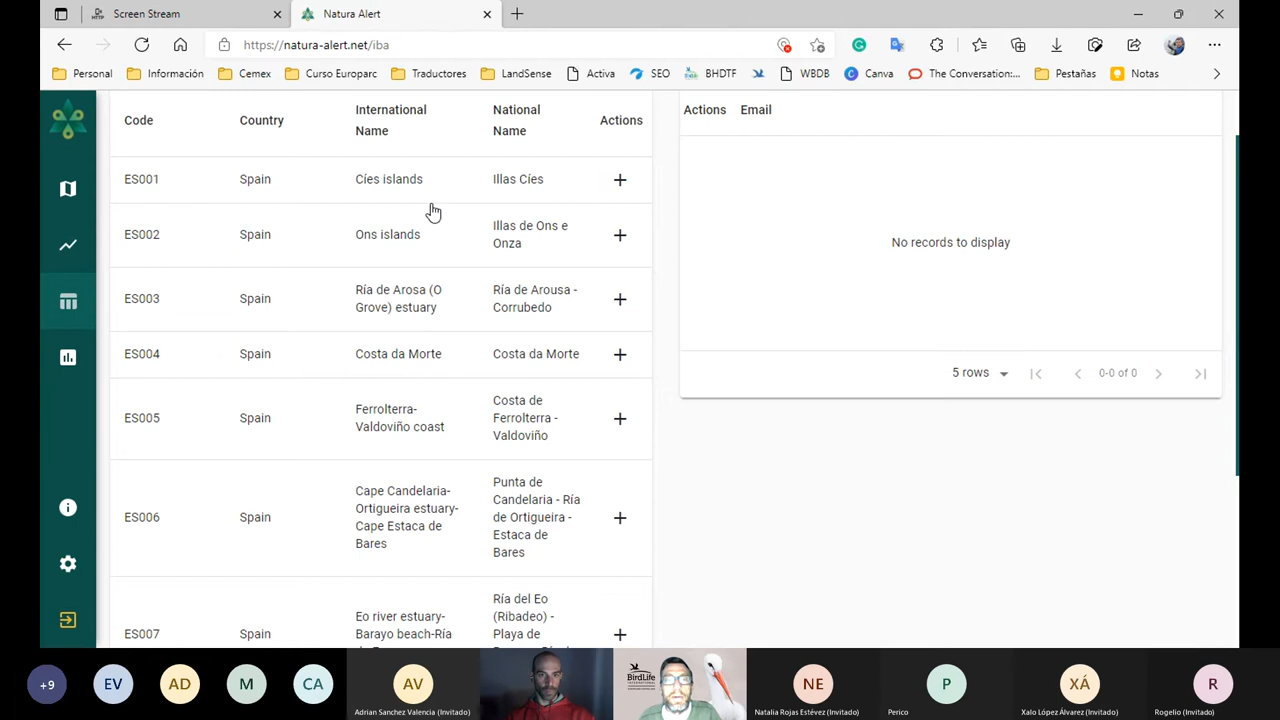 Screen Stream
Natura Alert
https://natura-alert.net/iba
Personal
Información
Cemex
Curso Europarc
Traductores
LandSense
Activa
SEO
BHDTF
WBDB
Canva
The Conversation:...
Pestañas
Notas
Code
Country
International
Name
National
Name
Actions
ES001
Spain
Cíes islands
Illas Cíes
ES002
Spain
Ons islands
Illas de Ons e
Onza
ES003
Spain
Ría de Arosa (O
Grove) estuary
Ría de Arousa -
Corrubedo
ES004
Spain
Costa da Morte
Costa da Morte
ES005
Spain
Ferrolterra-
Valdoviño coast
Costa de
Ferrolterra -
Valdoviño
ES006
Spain
Cape Candelaria-
Ortigueira estuary-
Cape Estaca de
Bares
Punta de
Candelaria - Ría
de Ortigueira -
Estaca de
Bares
ES007
Spain
Eo river estuary-
Barayo beach-Ría
Ría del Eo
(Ribadeo) -
Playa de
Actions
Email
No records to display
5 rows
0-0 of 0
+9
EV
AD
M
CA
AV
Adrian Sanchez Valencia (Invitado)
BirdLife
INTERNATIONAL
NE
Natalia Rojas Estévez (Invitado)
P
Perico
XÁ
Xalo López Álvarez (Invitado)
R
Rogelio (Invitado)